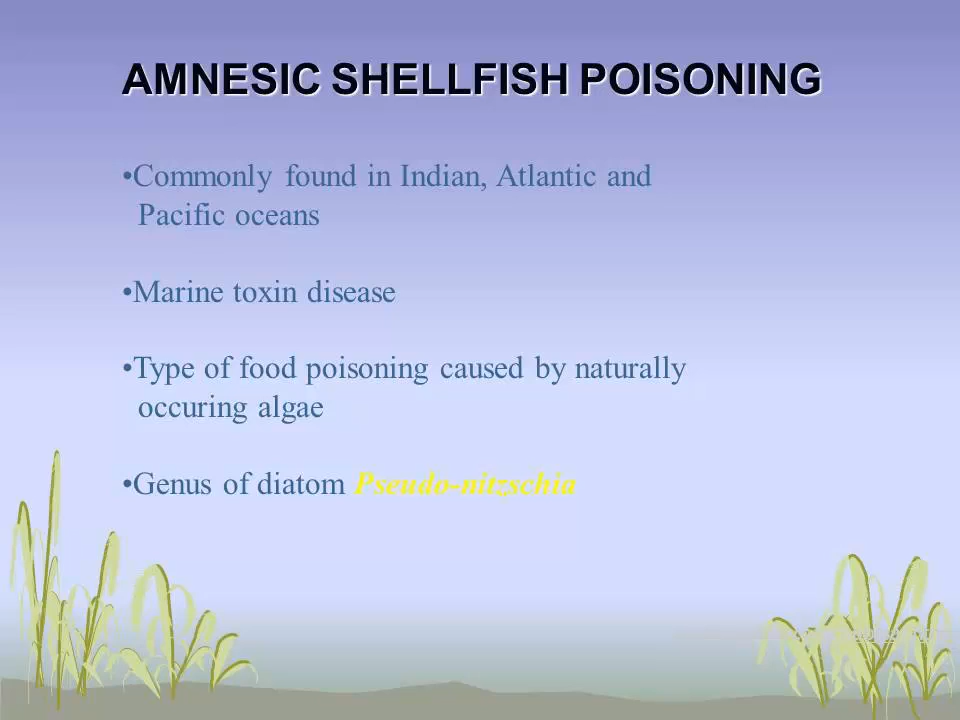 AMNESIC SHELLFISH POISONING
•Commonly found in Indian, Atlantic and
Pacific oceans
•Marine toxin disease
•Type of food poisoning caused by naturally
occuring algae
•Genus of diatom Pseudo-nitzschia